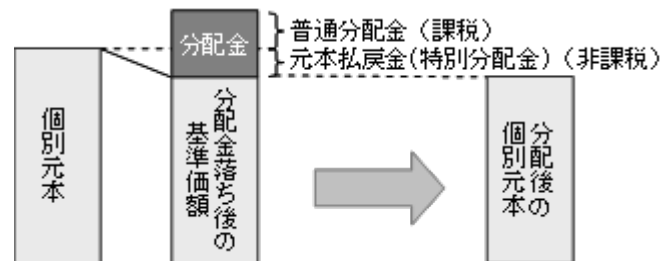 分配金
普通分配金（課税）
元本払戻金(特別分配金)（非課税）
個別元本
分配金落ち後の
基準価額
分配後の
個別元本